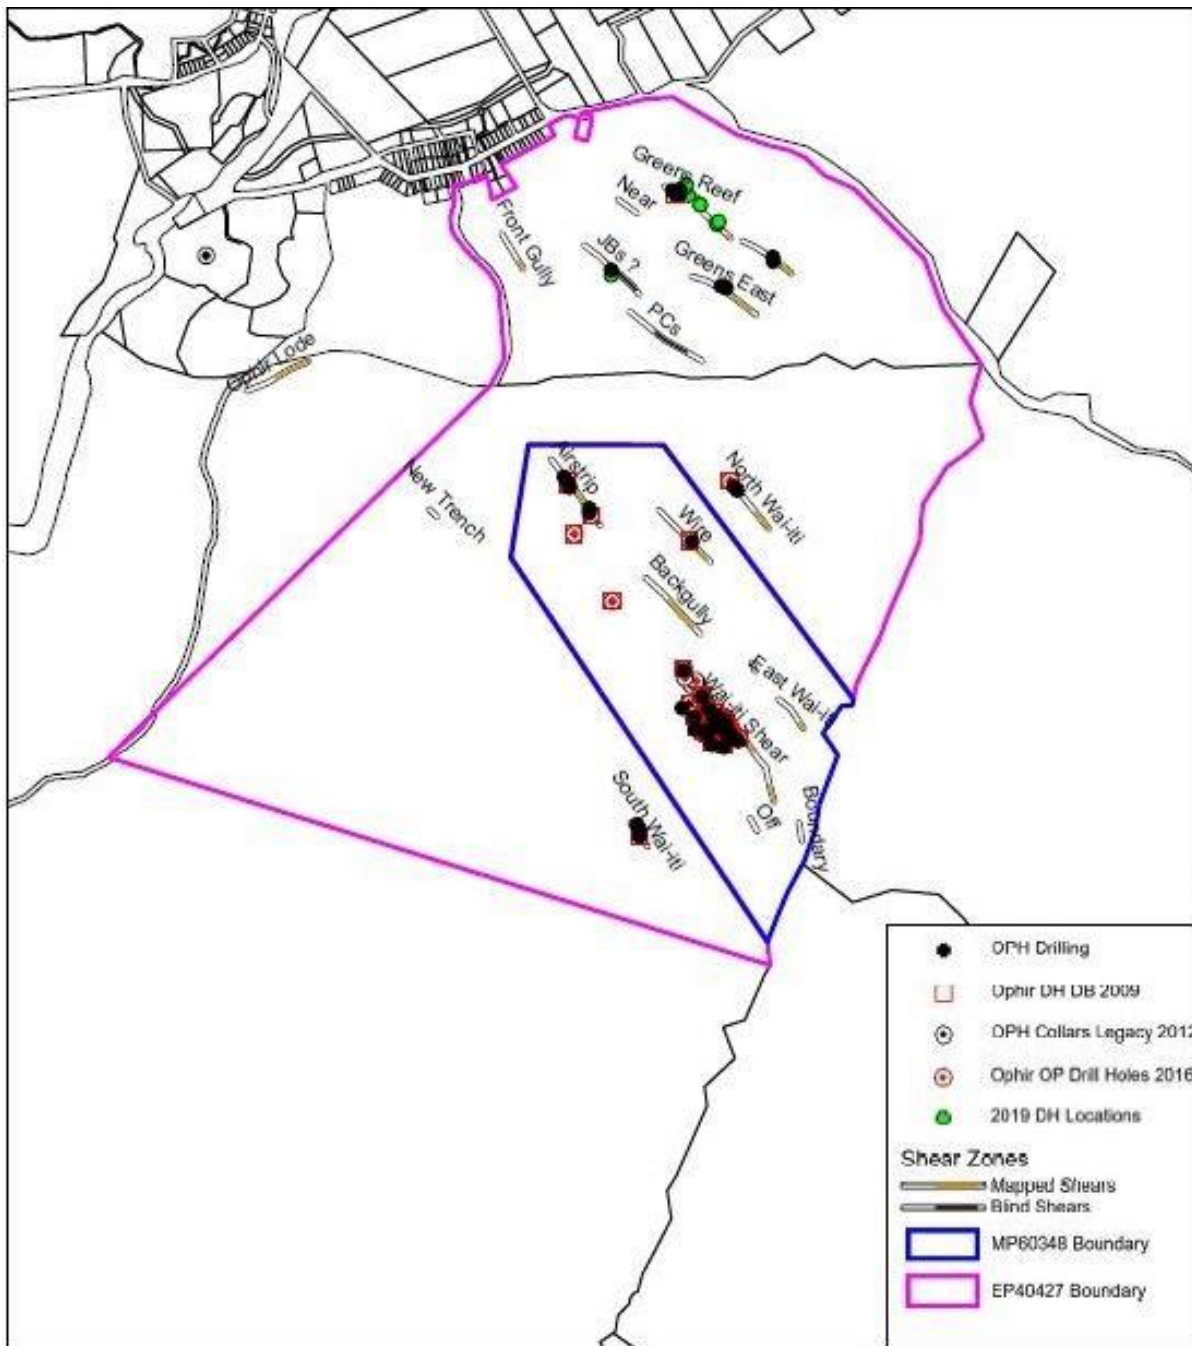 Greens Reef
Near
Front Gully
JBs ?
Greens East
PCs
Ophir Lode
Airstrip
New Trench
North Wai-iti
Wire
Backgully
East Wai-iti
Wai-iti Shear
South Wai-iti
Off
Boundary
OPH Drilling
Ophir DH DB 2009
OPH Collars Legacy 2012
Ophir OP Drill Holes 2016
2019 DH Locations
Shear Zones
Mapped Shears
Blind Shears
MP60348 Boundary
EP40427 Boundary